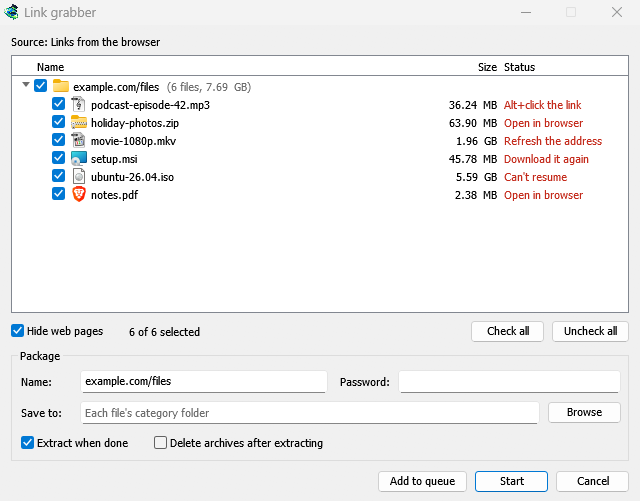 Link grabber
Source: Links from the browser
Name Size Status
example.com/files (6 files, 7.69 GB)
podcast-episode-42.mp3 36.24 MB Alt+click the link
holiday-photos.zip 63.90 MB Open in browser
movie-1080p.mkv 1.96 GB Refresh the address
setup.msi 45.78 MB Download it again
ubuntu-26.04.iso 5.59 GB Can't resume
notes.pdf 2.38 MB Open in browser
Hide web pages 6 of 6 selected Check all Uncheck all
Package
Name: example.com/files Password:
Save to: Each file's category folder Browse
Extract when done Delete archives after extracting
Add to queue Start Cancel